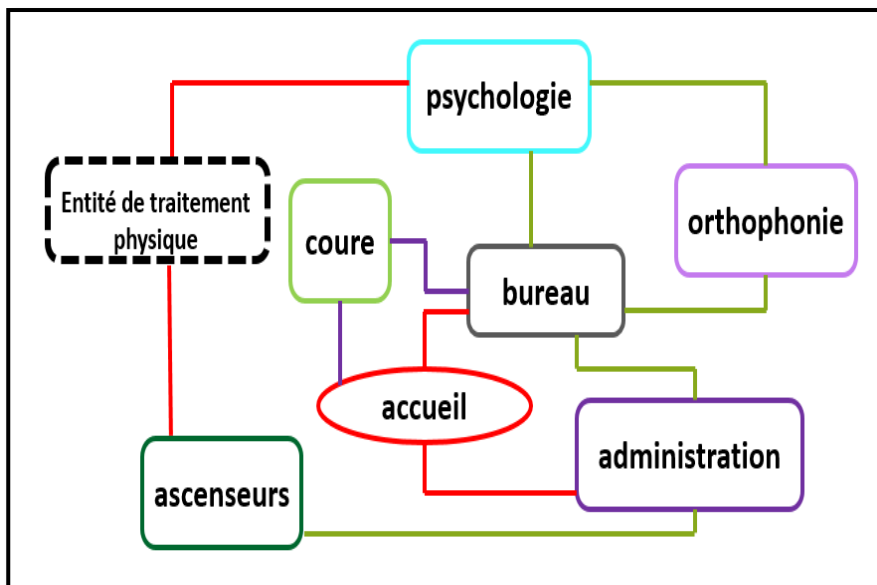 psychologie
Entité de traitement
physique
orthophonie
coure
bureau
accueil
administration
ascenseurs